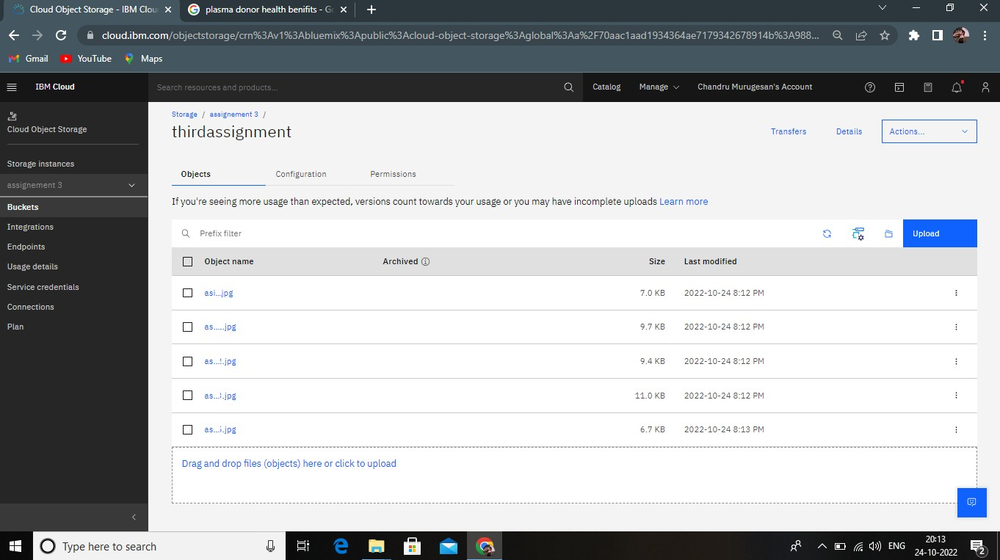 Cloud Object Storage - IBM Clou
plasma donor health benifits - Go
cloud.ibm.com/objectstorage/crn%3Av1%3Abluemix%3Apublic%3Acloud-object-storage%3Aglobal%3Aa%2F70aac1aad1934364ae7179342678914b%3A988...
Gmail YouTube Maps
IBM Cloud
Search resources and products...
Catalog Manage Chandru Murugesan's Account
Cloud Object Storage
Storage instances
assignement 3
Buckets
Integrations
Endpoints
Usage details
Service credentials
Connections
Plan
Storage / assignement 3 /
thirdassignment
Transfers Details Actions...
Objects Configuration Permissions
If you're seeing more usage than expected, versions count towards your usage or you may have incomplete uploads Learn more
Prefix filter
Upload
Object name Archived Size Last modified
asi...jpg 7.0 KB 2022-10-24 8:12 PM
as.....jpg 9.7 KB 2022-10-24 8:12 PM
9.4 KB 2022-10-24 8:12 PM
11.0 KB 2022-10-24 8:12 PM
6.7 KB 2022-10-24 8:13 PM
Drag and drop files (objects) here or click to upload
Type here to search
ENG
20:13
24-10-2022
2